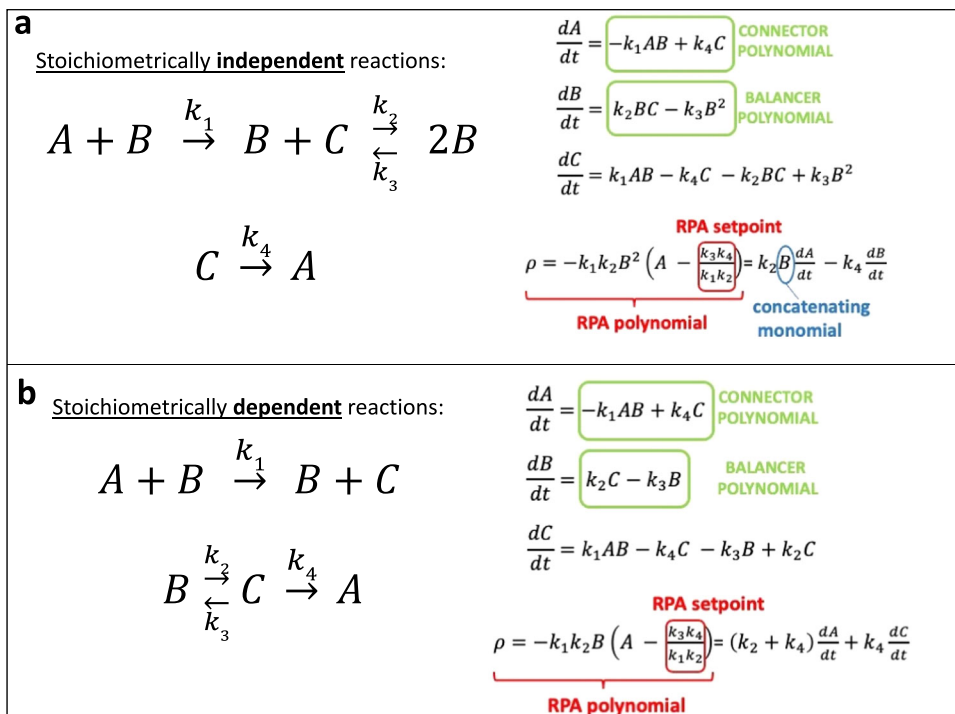 a
Stoichiometrically independent reactions:
A + B k₁→ B + C k₂⇄k₃ 2B
C k₄→ A
dA/dt = -k₁AB + k₄C CONNECTOR POLYNOMIAL
dB/dt = k₂BC − k₃B² BALANCER POLYNOMIAL
dC/dt = k₁AB − k₄C − k₂BC + k₃B²
RPA setpoint
ρ = −k₁k₂B² (A − k₃k₄/k₁k₂) = k₂B dA/dt − k₄ dB/dt
RPA polynomial
concatenating
monomial
b
Stoichiometrically dependent reactions:
A + B k₁→ B + C
B k₂⇄k₃ C k₄→ A
dA/dt = -k₁AB + k₄C CONNECTOR POLYNOMIAL
dB/dt = k₂C − k₃B BALANCER POLYNOMIAL
dC/dt = k₁AB − k₄C − k₃B + k₂C
RPA setpoint
ρ = −k₁k₂B (A − k₃k₄/k₁k₂) = (k₂ + k₄) dA/dt + k₄ dC/dt
RPA polynomial